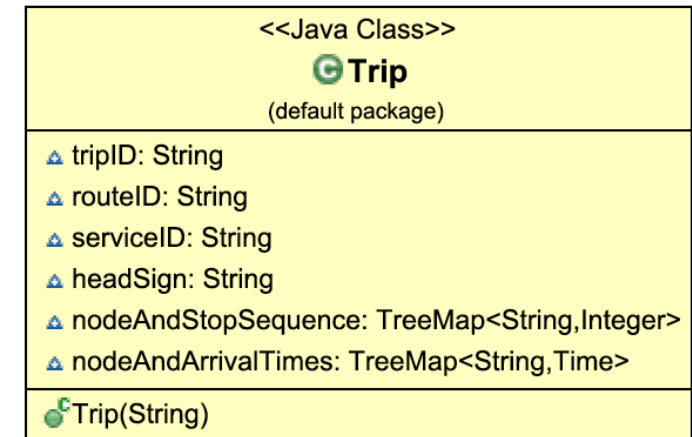 <<Java Class>>
Trip
(default package)
tripID: String
routeID: String
serviceID: String
headSign: String
nodeAndStopSequence: TreeMap<String,Integer>
nodeAndArrivalTimes: TreeMap<String,Time>
Trip(String)